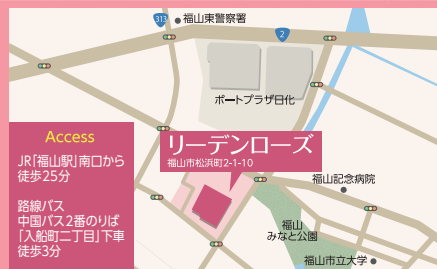 313
福山東警察署
2
ポートプラザ日化
リーデンローズ
福山市松浜町2-1-10
Access
JR「福山駅」南口から
徒歩25分
路線バス
中国バス2番のりば
「入船町二丁目」下車
徒歩3分
福山記念病院
福山
みなと公園
福山市立大学